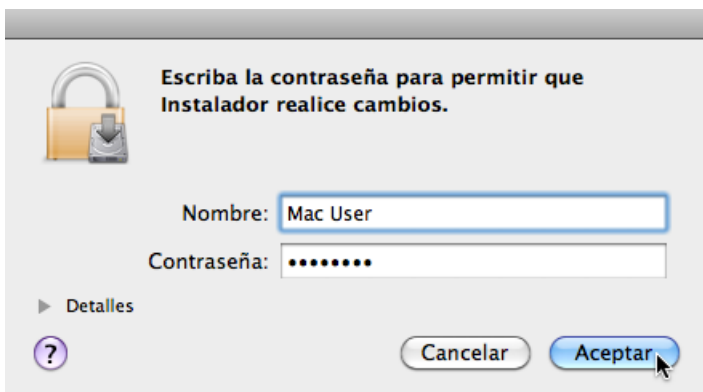 Escriba la contraseña para permitir que
Instalador realice cambios.
Nombre: Mac User
Contraseña: ••••••••
Detalles
? Cancelar Aceptar